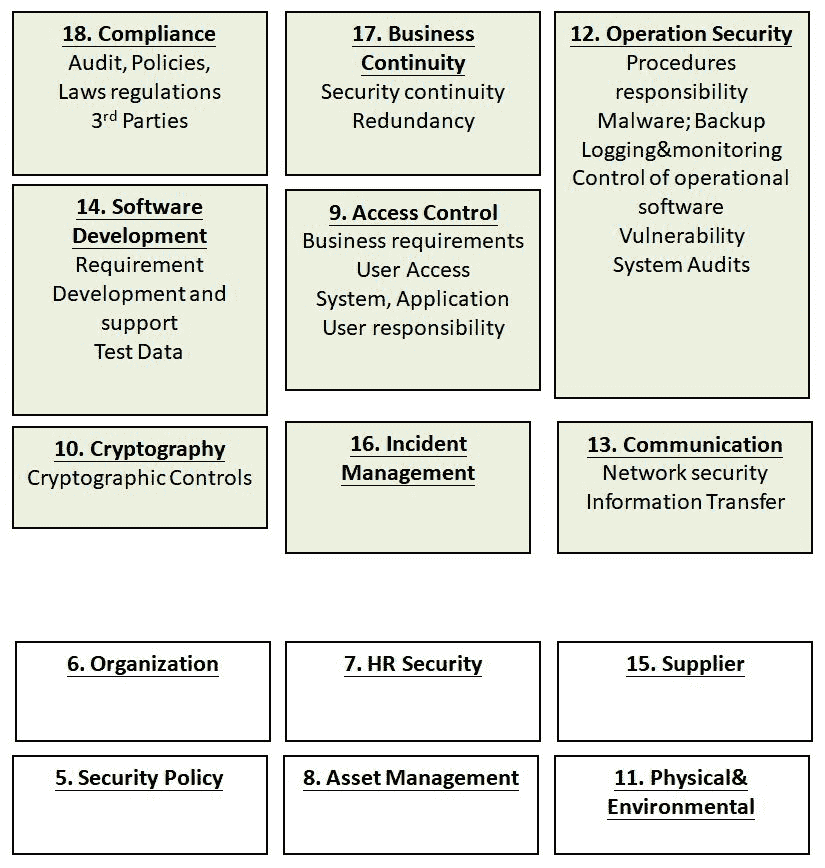 18. Compliance
Audit, Policies,
Laws regulations
3rd Parties
17. Business
Continuity
Security continuity
Redundancy
12. Operation Security
Procedures
responsibility
Malware; Backup
Logging&monitoring
Control of operational
software
Vulnerability
System Audits
14. Software
Development
Requirement
Development and
support
Test Data
9. Access Control
Business requirements
User Access
System, Application
User responsibility
10. Cryptography
Cryptographic Controls
16. Incident
Management
13. Communication
Network security
Information Transfer
6. Organization
7. HR Security
15. Supplier
5. Security Policy
8. Asset Management
11. Physical&
Environmental